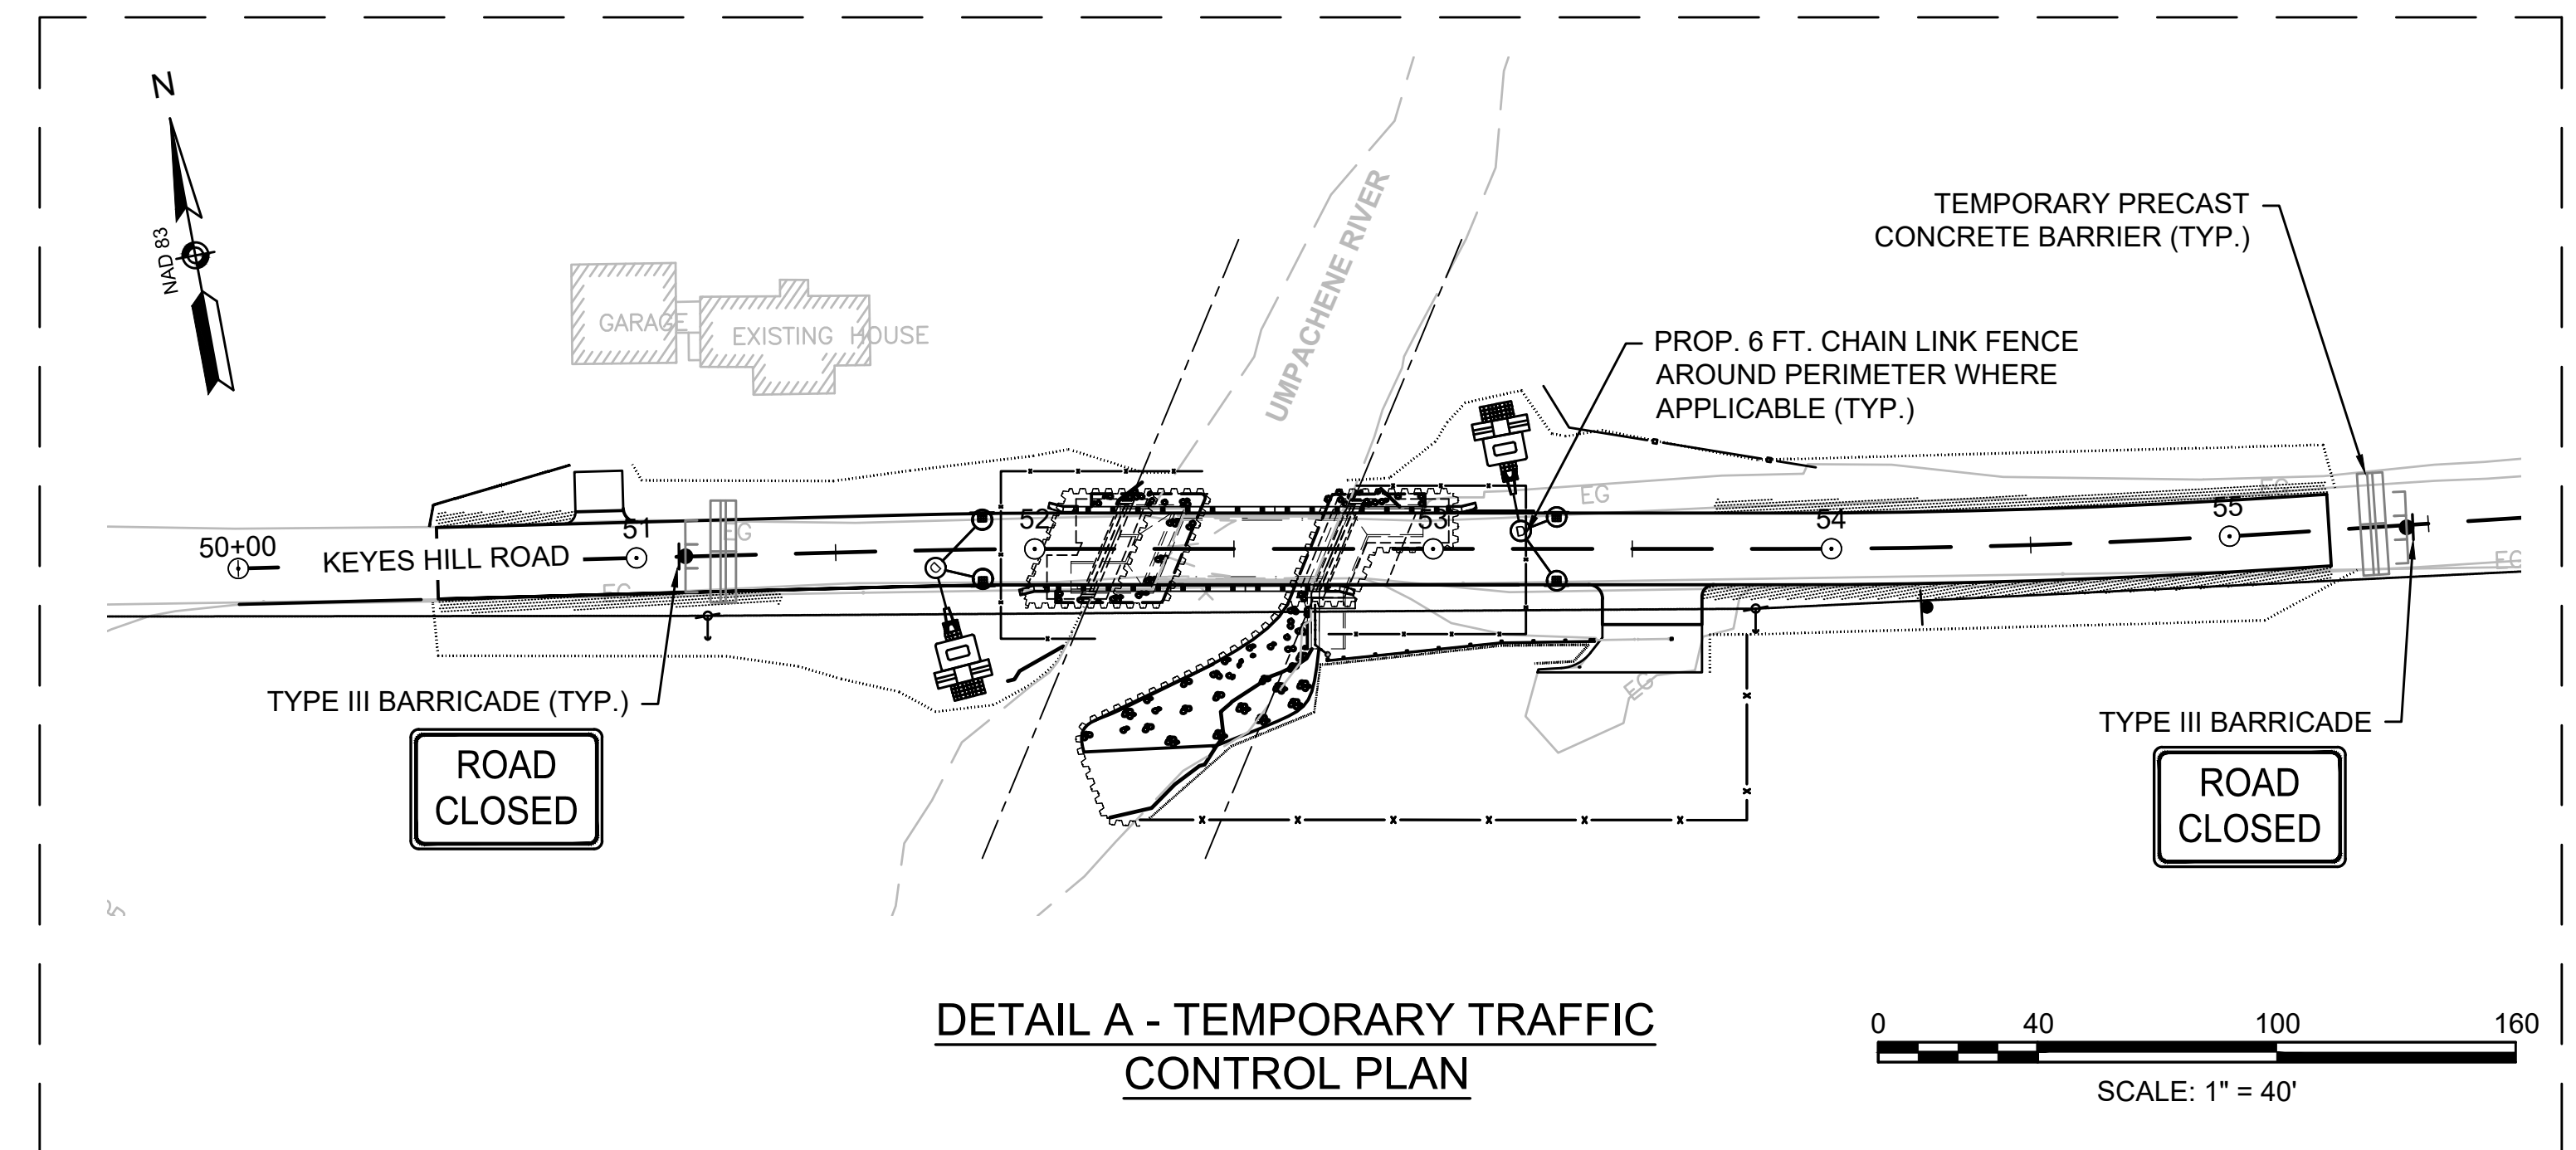 N
NAD 83
UMPACHENE RIVER
TEMPORARY PRECAST
CONCRETE BARRIER (TYP.)
GARAGE
EXISTING HOUSE
PROP. 6 FT. CHAIN LINK FENCE
AROUND PERIMETER WHERE
APPLICABLE (TYP.)
50+00
KEYES HILL ROAD
51
52
53
54
55
EG
EG
EG
EG
EG
EG
D
D
TYPE III BARRICADE (TYP.)
ROAD
CLOSED
TYPE III BARRICADE
ROAD
CLOSED
DETAIL A - TEMPORARY TRAFFIC
CONTROL PLAN
0 40 100 160
SCALE: 1" = 40'